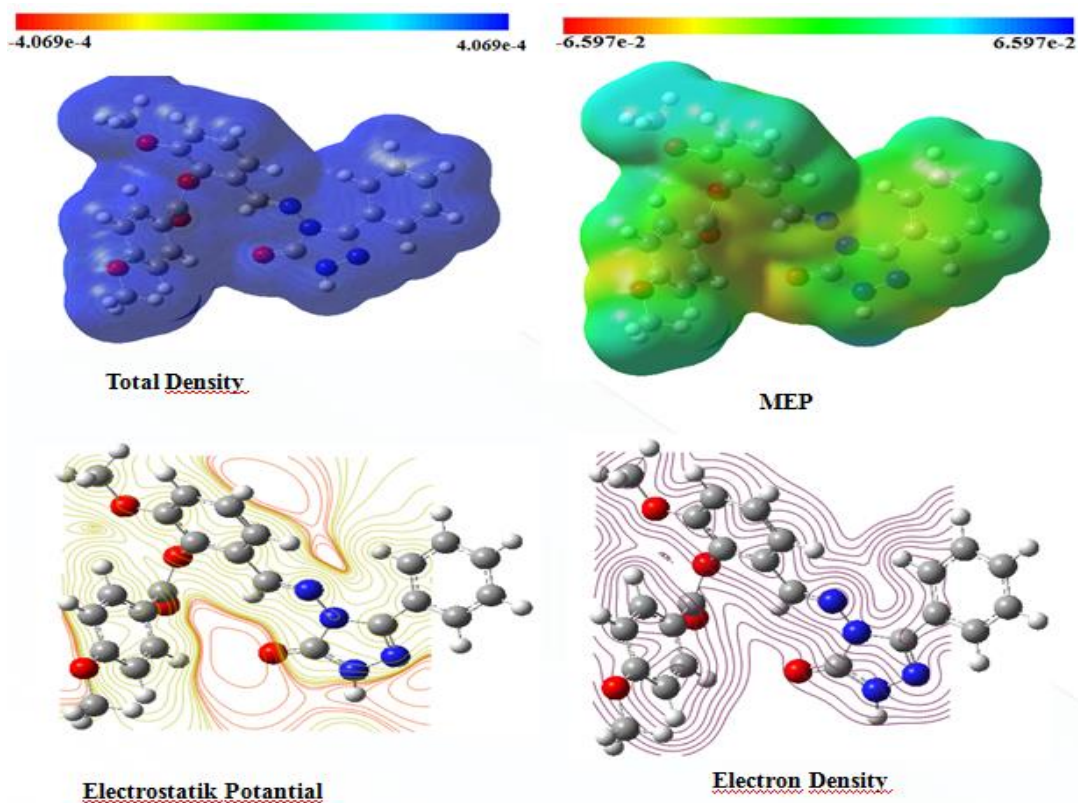 -4.069e-4 4.069e-4
-6.597e-2 6.597e-2
Total Density
MEP
Electrostatik Potantial
Electron Density